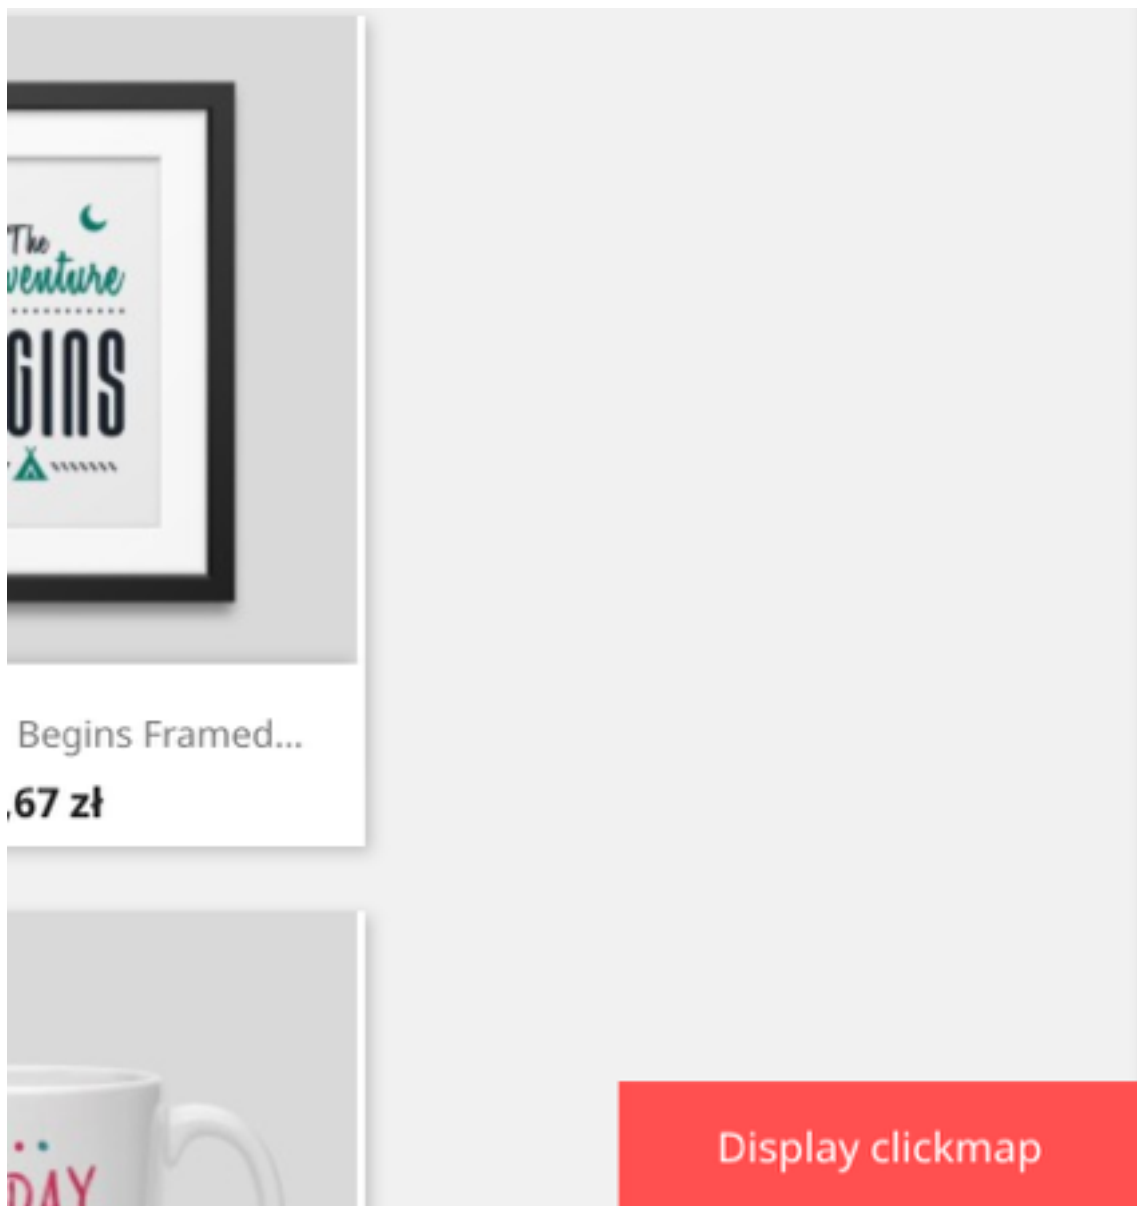 The
venture
GINS
Begins Framed...
,67 zł
DAY
Display clickmap